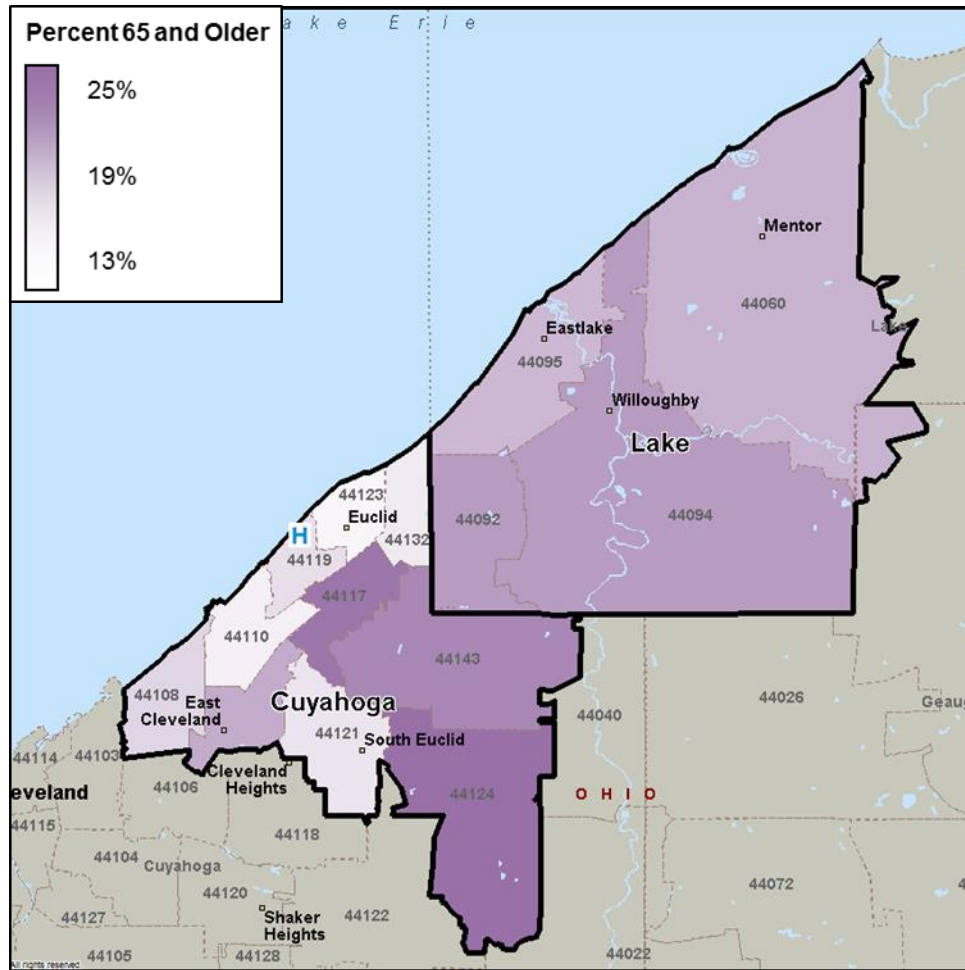 Percent 65 and Older
25%
19%
13%
ake Erie
Mentor
44060
Lake
Eastlake
44095
Willoughby
Lake
44123
Euclid
44092
44094
H
44132
44119
44117
44110
44143
44108
East
Cleveland
Cuyahoga
44121
South Euclid
44040
44026
Geaug
44114
44103
Cleveland
Heights
44106
44124
eveland
OHIO
44115
44118
44104
Cuyahoga
44120
44072
4
44127
Shaker
Heights
44122
44105
44128
44022
All rights reserved